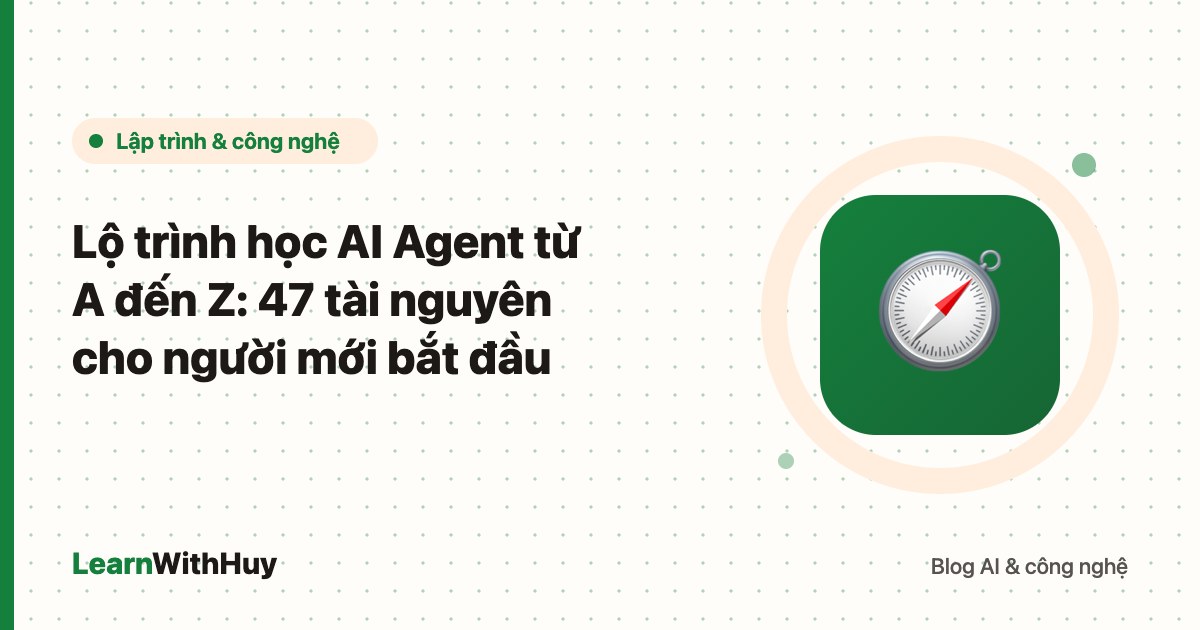 Lập trình & công nghệ
Lộ trình học AI Agent từ
A đến Z: 47 tài nguyên
cho người mới bắt đầu
LearnWithHuy
Blog AI & công nghệ